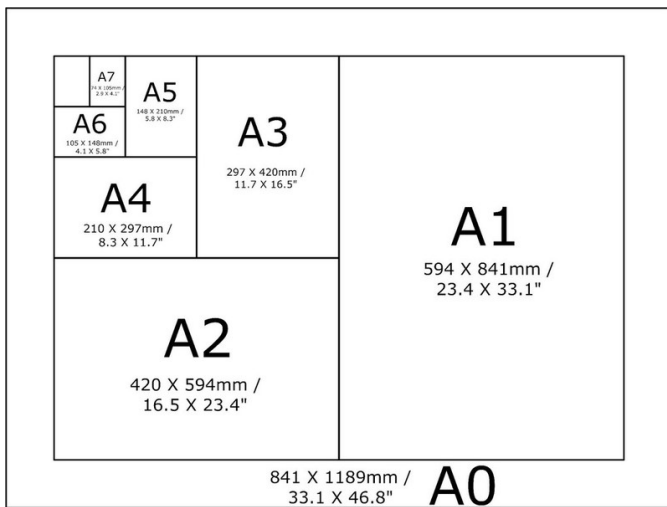 A7
74 X 105mm /
2.9 X 4.1"
A5
148 X 210mm /
5.8 X 8.3"
A6
105 X 148mm /
4.1 X 5.8"
A3
297 X 420mm /
11.7 X 16.5"
A4
210 X 297mm /
8.3 X 11.7"
A1
594 X 841mm /
23.4 X 33.1"
A2
420 X 594mm /
16.5 X 23.4"
841 X 1189mm /
33.1 X 46.8"
A0